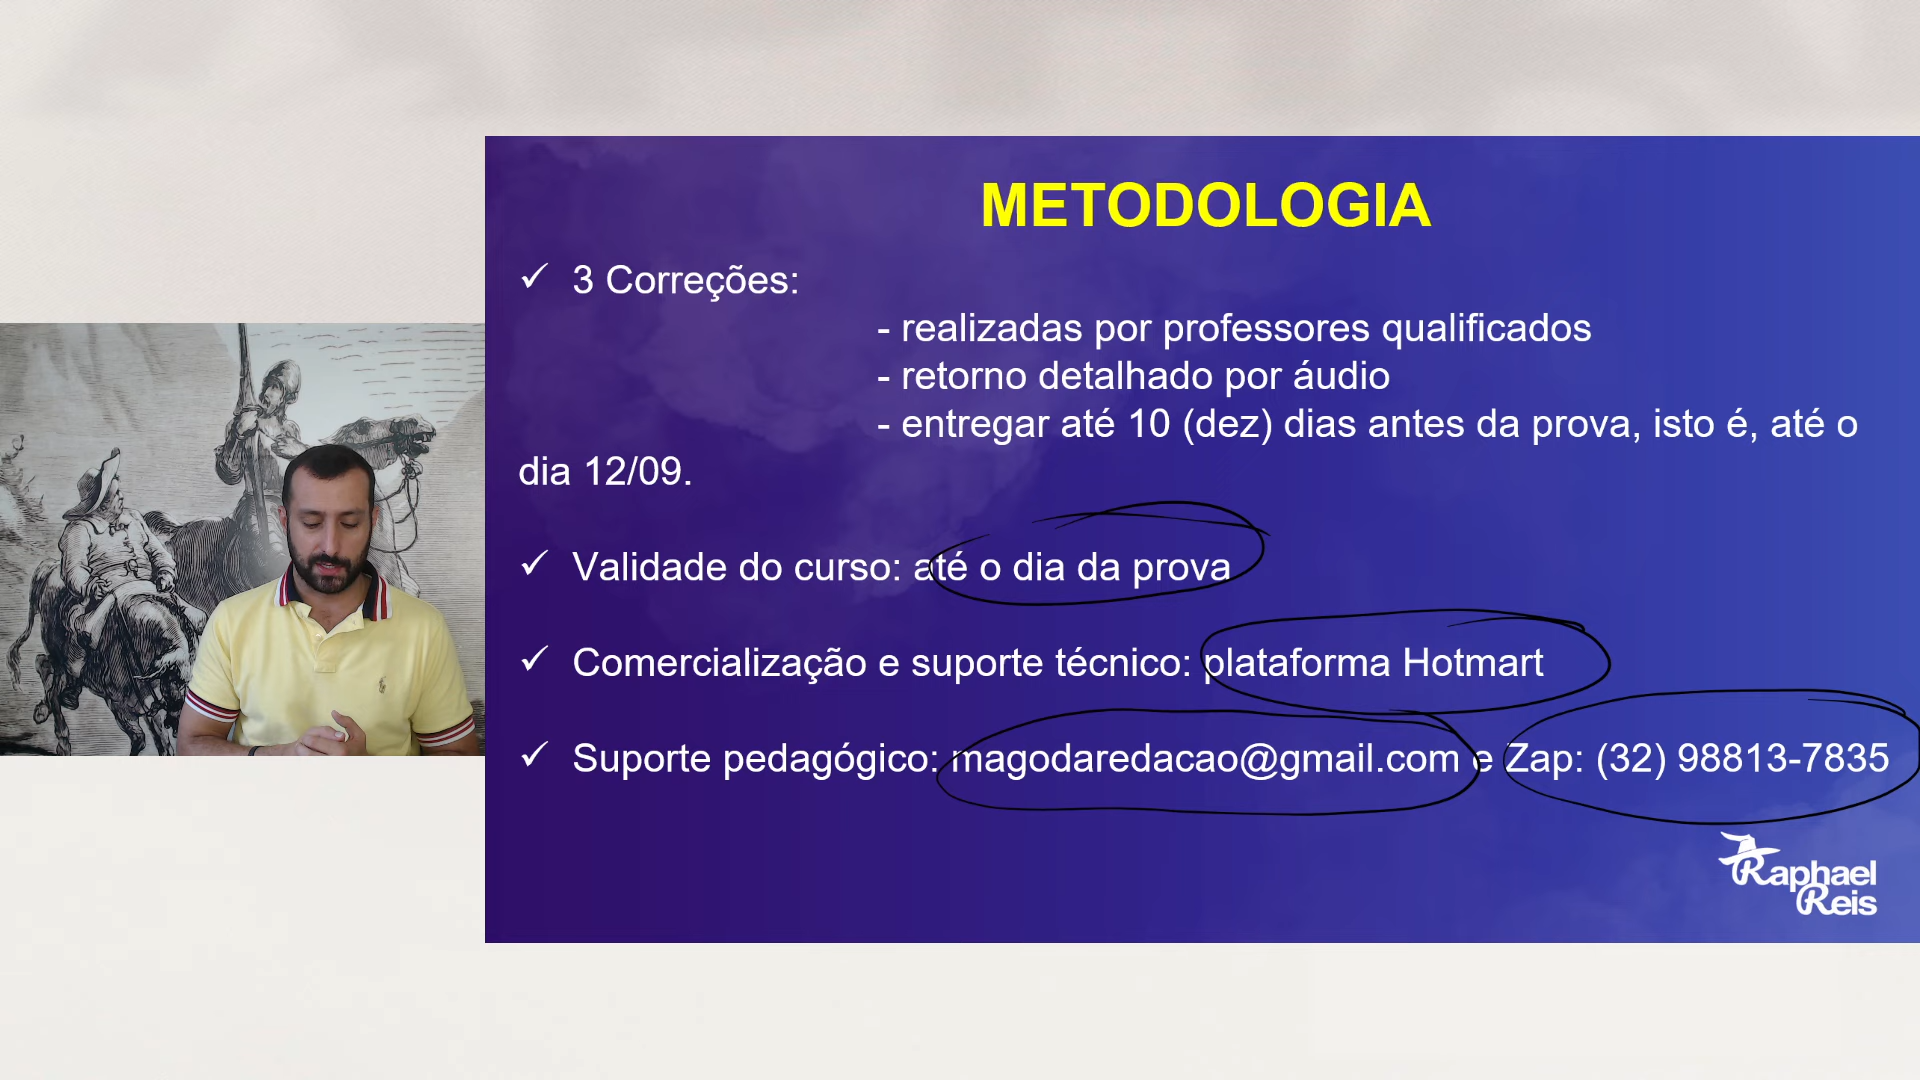 METODOLOGIA
✓ 3 Correções:
- realizadas por professores qualificados
- retorno detalhado por áudio
- entregar até 10 (dez) dias antes da prova, isto é, até o
dia 12/09.
✓ Validade do curso: até o dia da prova
✓ Comercialização e suporte técnico: plataforma Hotmart
✓ Suporte pedagógico: magodaredacao@gmail.com e Zap: (32) 98813-7835
Raphael
Reis